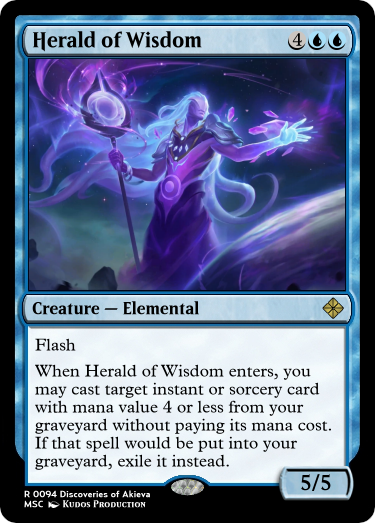 Herald of Wisdom 4
Creature — Elemental
Flash
When Herald of Wisdom enters, you
may cast target instant or sorcery card
with mana value 4 or less from your
graveyard without paying its mana cost.
If that spell would be put into your
graveyard, exile it instead.
5/5
R 0094 Discoveries of Akieva
MSC Kudos Production